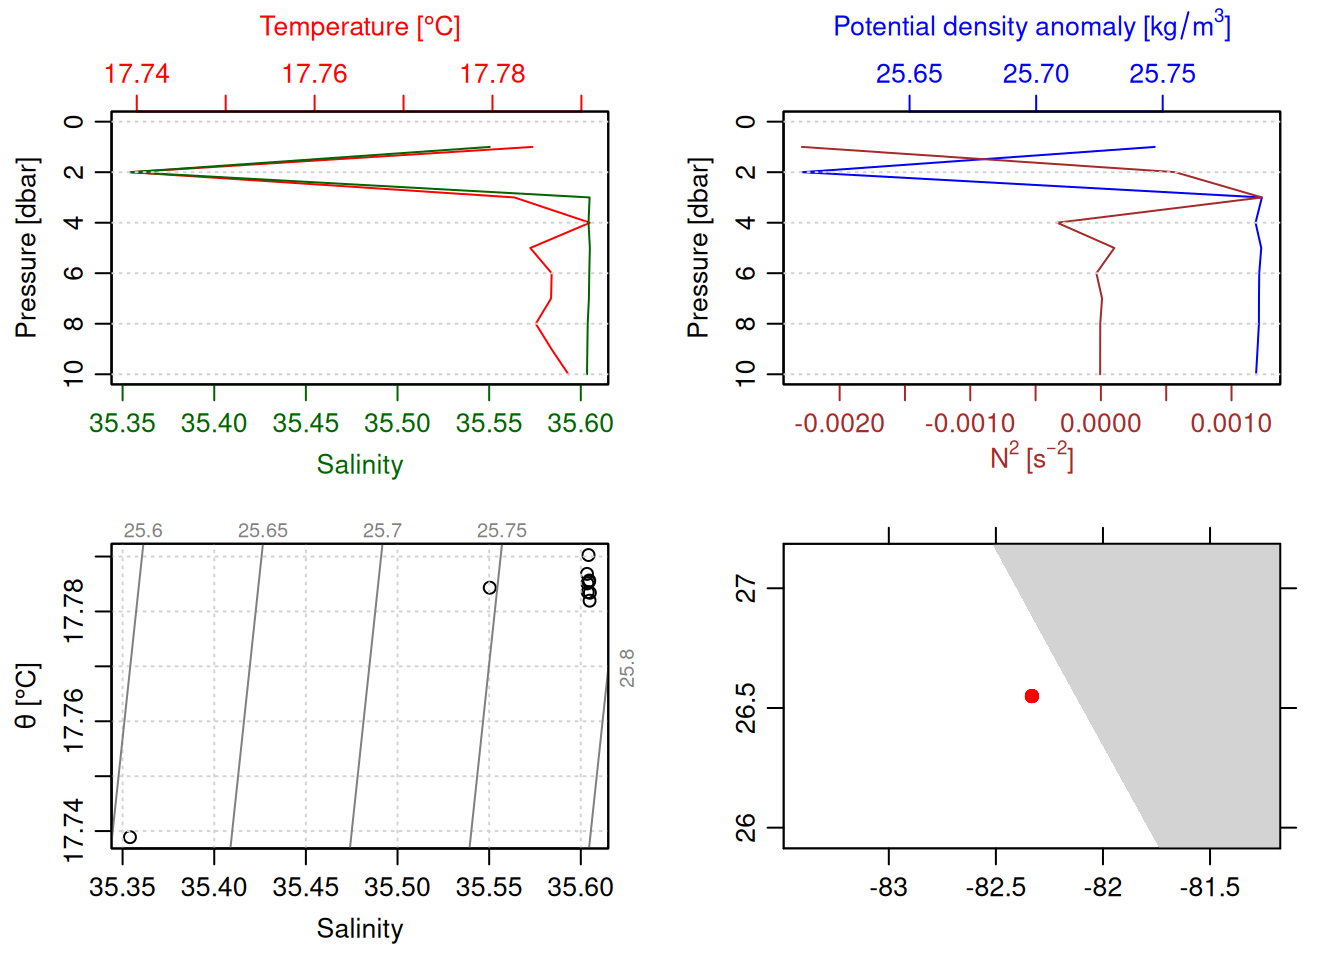 Temperature [°C]
17.74 17.76 17.78
Pressure [dbar]
0 2 4 6 8 10
35.35 35.40 35.45 35.50 35.55 35.60
Salinity
Potential density anomaly [kg/m³]
25.65 25.70 25.75
Pressure [dbar]
0 2 4 6 8 10
-0.0020 -0.0010 0.0000 0.0010
N² [s⁻²]
25.6 25.65 25.7 25.75
25.8
θ [°C]
17.74 17.76 17.78
35.35 35.40 35.45 35.50 35.55 35.60
Salinity
27
26.5
26
-83 -82.5 -82 -81.5